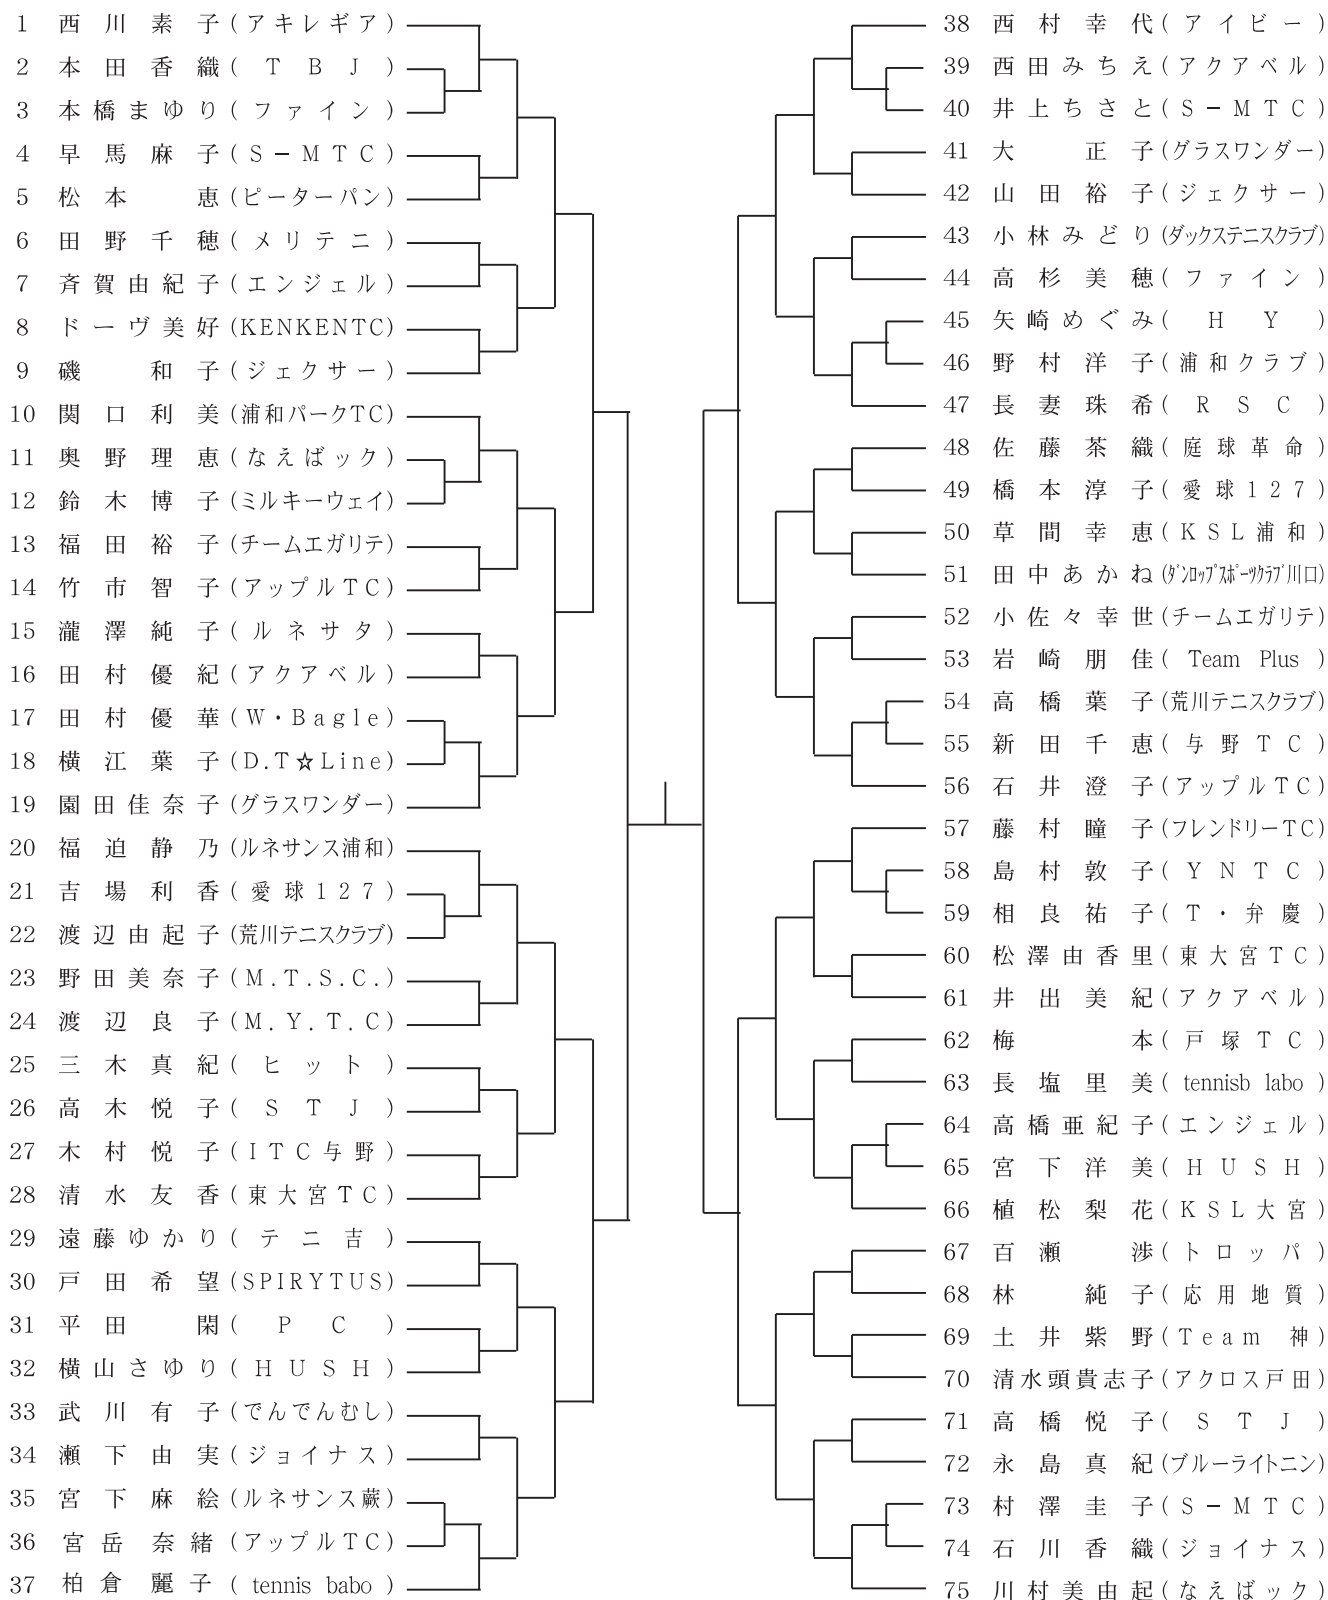 1 西川素子(アキレギア)
2 本田香織(TBJ)
3 本橋まゆり(ファイン)
4 早馬麻子(S−MTC)
5 松本恵(ピーターパン)
6 田野千穂(メリテニ)
7 斉賀由紀子(エンジェル)
8 ドーヴ美好(KENKENTC)
9 磯和子(ジェクサー)
10 関口利美(浦和パークTC)
11 奥野理恵(なえばック)
12 鈴木博子(ミルキーウェイ)
13 福田裕子(チームエガリテ)
14 竹市智子(アップルTC)
15 瀧澤純子(ルネサタ)
16 田村優紀(アクアベル)
17 田村優華(W・Bagle)
18 横江葉子(D.T☆Line)
19 園田佳奈子(グラスワンダー)
20 福迫静乃(ルネサンス浦和)
21 吉場利香(愛球127)
22 渡辺由起子(荒川テニスクラブ)
23 野田美奈子(M.T.S.C.)
24 渡辺良子(M.Y.T.C)
25 三木真紀(ヒット)
26 高木悦子(STJ)
27 木村悦子(ITC与野)
28 清水友香(東大宮TC)
29 遠藤ゆかり(テニ吉)
30 戸田希望(SPIRYTUS)
31 平田閑(PC)
32 横山さゆり(HUSH)
33 武川有子(でんでんむし)
34 瀬下由実(ジョイナス)
35 宮下麻絵(ルネサンス蕨)
36 宮岳奈緒(アップルTC)
37 柏倉麗子(tennis babo)
38 西村幸代(アイビー)
39 西田みちえ(アクアベル)
40 井上ちさと(S−MTC)
41 大正子(グラスワンダー)
42 山田裕子(ジェクサー)
43 小林みどり(ダックステニスクラブ)
44 高杉美穂(ファイン)
45 矢崎めぐみ(HY)
46 野村洋子(浦和クラブ)
47 長妻珠希(RSC)
48 佐藤茶織(庭球革命)
49 橋本淳子(愛球127)
50 草間幸恵(KSL浦和)
51 田中あかね(ダンロップスポーツクラブ川口)
52 小佐々幸世(チームエガリテ)
53 岩崎朋佳(Team Plus)
54 高橋葉子(荒川テニスクラブ)
55 新田千恵(与野TC)
56 石井澄子(アップルTC)
57 藤村瞳子(フレンドリーTC)
58 島村敦子(YNTC)
59 相良祐子(T・弁慶)
60 松澤由香里(東大宮TC)
61 井出美紀(アクアベル)
62 梅本(戸塚TC)
63 長塩里美(tennisb labo)
64 高橋亜紀子(エンジェル)
65 宮下洋美(HUSH)
66 植松梨花(KSL大宮)
67 百瀬渉(トロッパ)
68 林純子(応用地質)
69 土井紫野(Team 神)
70 清水頭貴志子(アクロス戸田)
71 高橋悦子(STJ)
72 永島真紀(ブルーライトニン)
73 村澤圭子(S−MTC)
74 石川香織(ジョイナス)
75 川村美由起(なえばック)